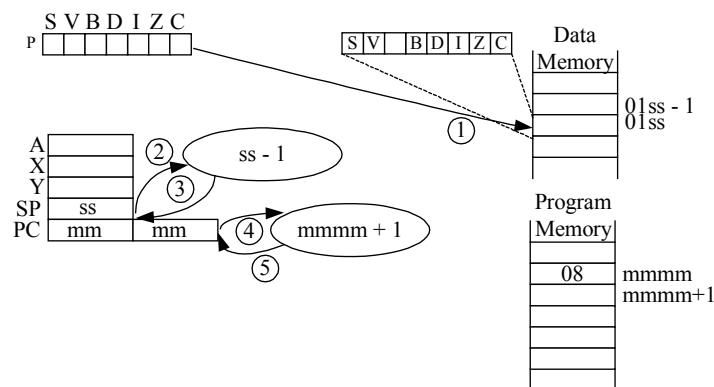 S V B D I Z C
P
S V B D I Z C
Data
Memory
01ss - 1
01ss
1
A
X
Y
SP ss
PC mm mm
2
3
ss - 1
4
5
mmmm + 1
Program
Memory
08 mmmm
mmmm+1